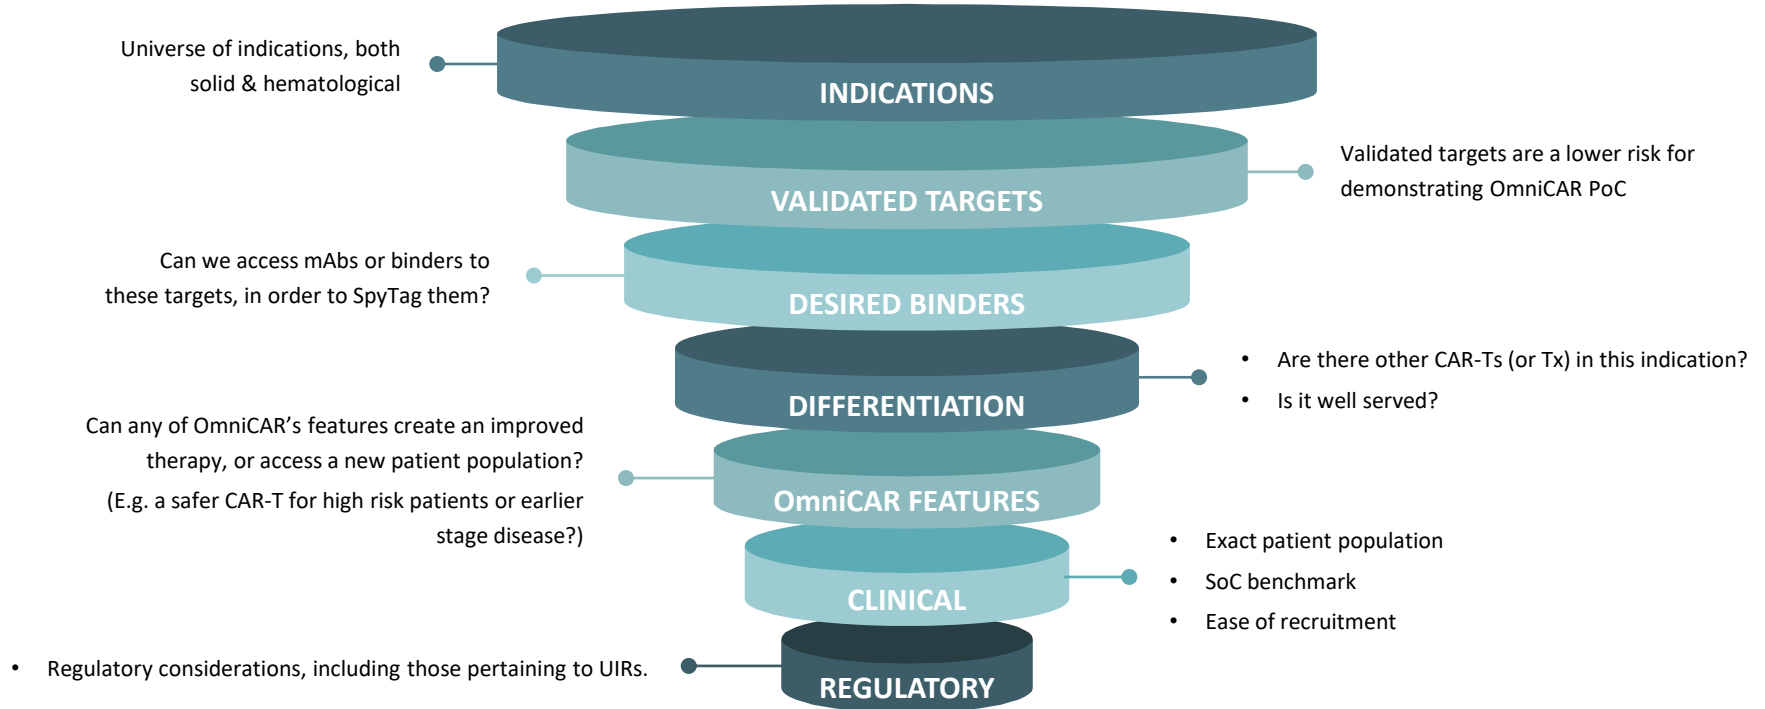 Universe of indications, both
solid & hematological
INDICATIONS
Validated targets are a lower risk for
demonstrating OmniCAR PoC
VALIDATED TARGETS
Can we access mAbs or binders to
these targets, in order to SpyTag them?
DESIRED BINDERS
• Are there other CAR-Ts (or Tx) in this indication?
• Is it well served?
DIFFERENTIATION
Can any of OmniCAR’s features create an improved
therapy, or access a new patient population?
(E.g. a safer CAR-T for high risk patients or earlier
stage disease?)
OmniCAR FEATURES
• Exact patient population
• SoC benchmark
• Ease of recruitment
CLINICAL
• Regulatory considerations, including those pertaining to UIRs.
REGULATORY